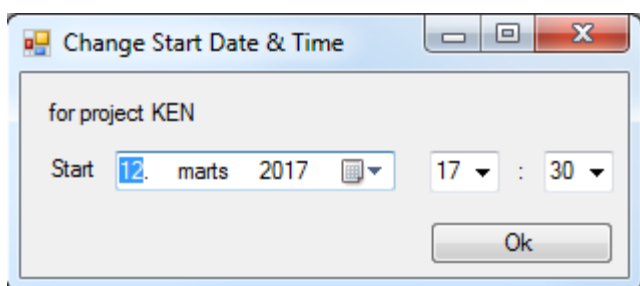 Change Start Date & Time
for project KEN
Start 12. marts 2017 17 : 30
Ok